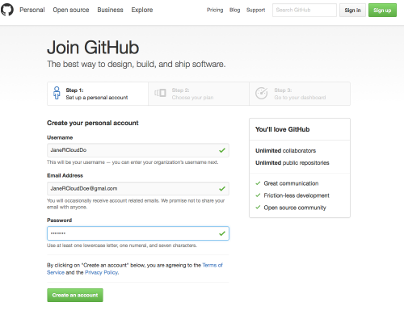 Personal Open source Business Explore
Pricing Blog Support Search GitHub Sign in Sign up
Join GitHub
The best way to design, build, and ship software.
Step 1:
Set up a personal account
Step 2:
Choose your plan
Step 3:
Go to your dashboard
Create your personal account
Username
JaneRCloudDo
This will be your username — you can enter your organization's username next.
Email Address
JaneRCloudDoe@gmail.com
You will occasionally receive account related emails. We promise not to share your
email with anyone.
Password
•••••••
Use at least one lowercase letter, one numeral, and seven characters.
By clicking on "Create an account" below, you are agreeing to the Terms of
Service and the Privacy Policy.
Create an account
You'll love GitHub
Unlimited collaborators
Unlimited public repositories
Great communication
Friction-less development
Open source community